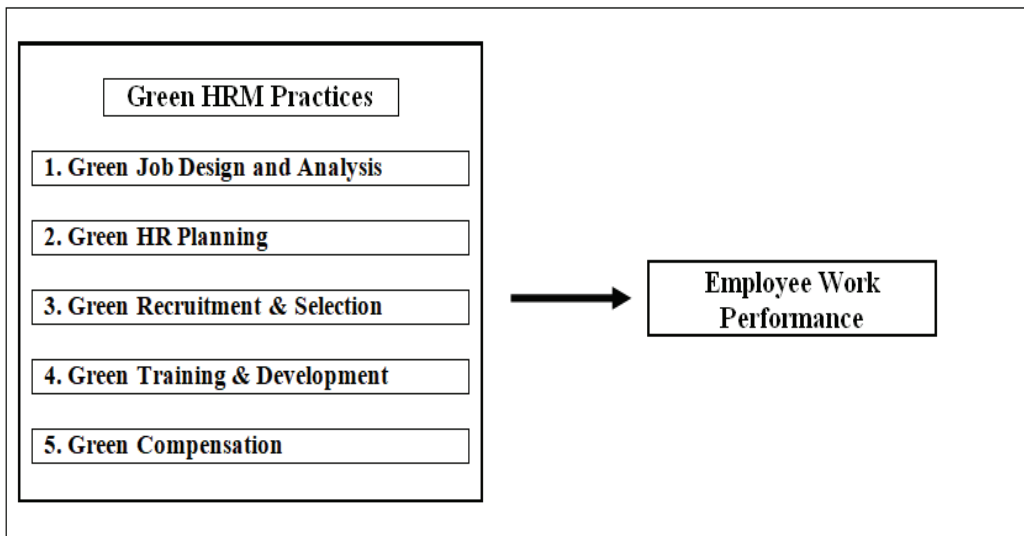 Green HRM Practices
1. Green Job Design and Analysis
2. Green HR Planning
3. Green Recruitment & Selection
4. Green Training & Development
5. Green Compensation
Employee Work
Performance